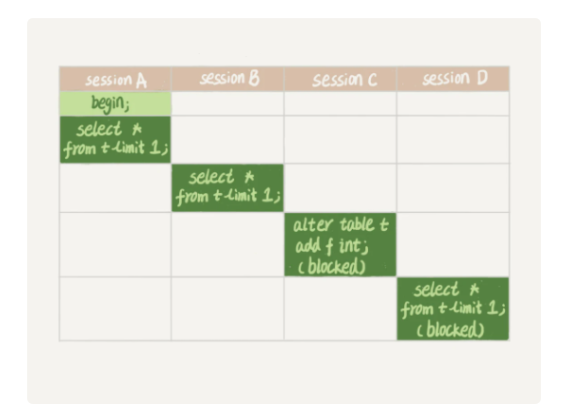 session A session B session C session D
begin;
select *
from t limit 1;
select *
from t limit 1;
alter table t
add f int;
(blocked)
select *
from t limit 1;
(blocked)